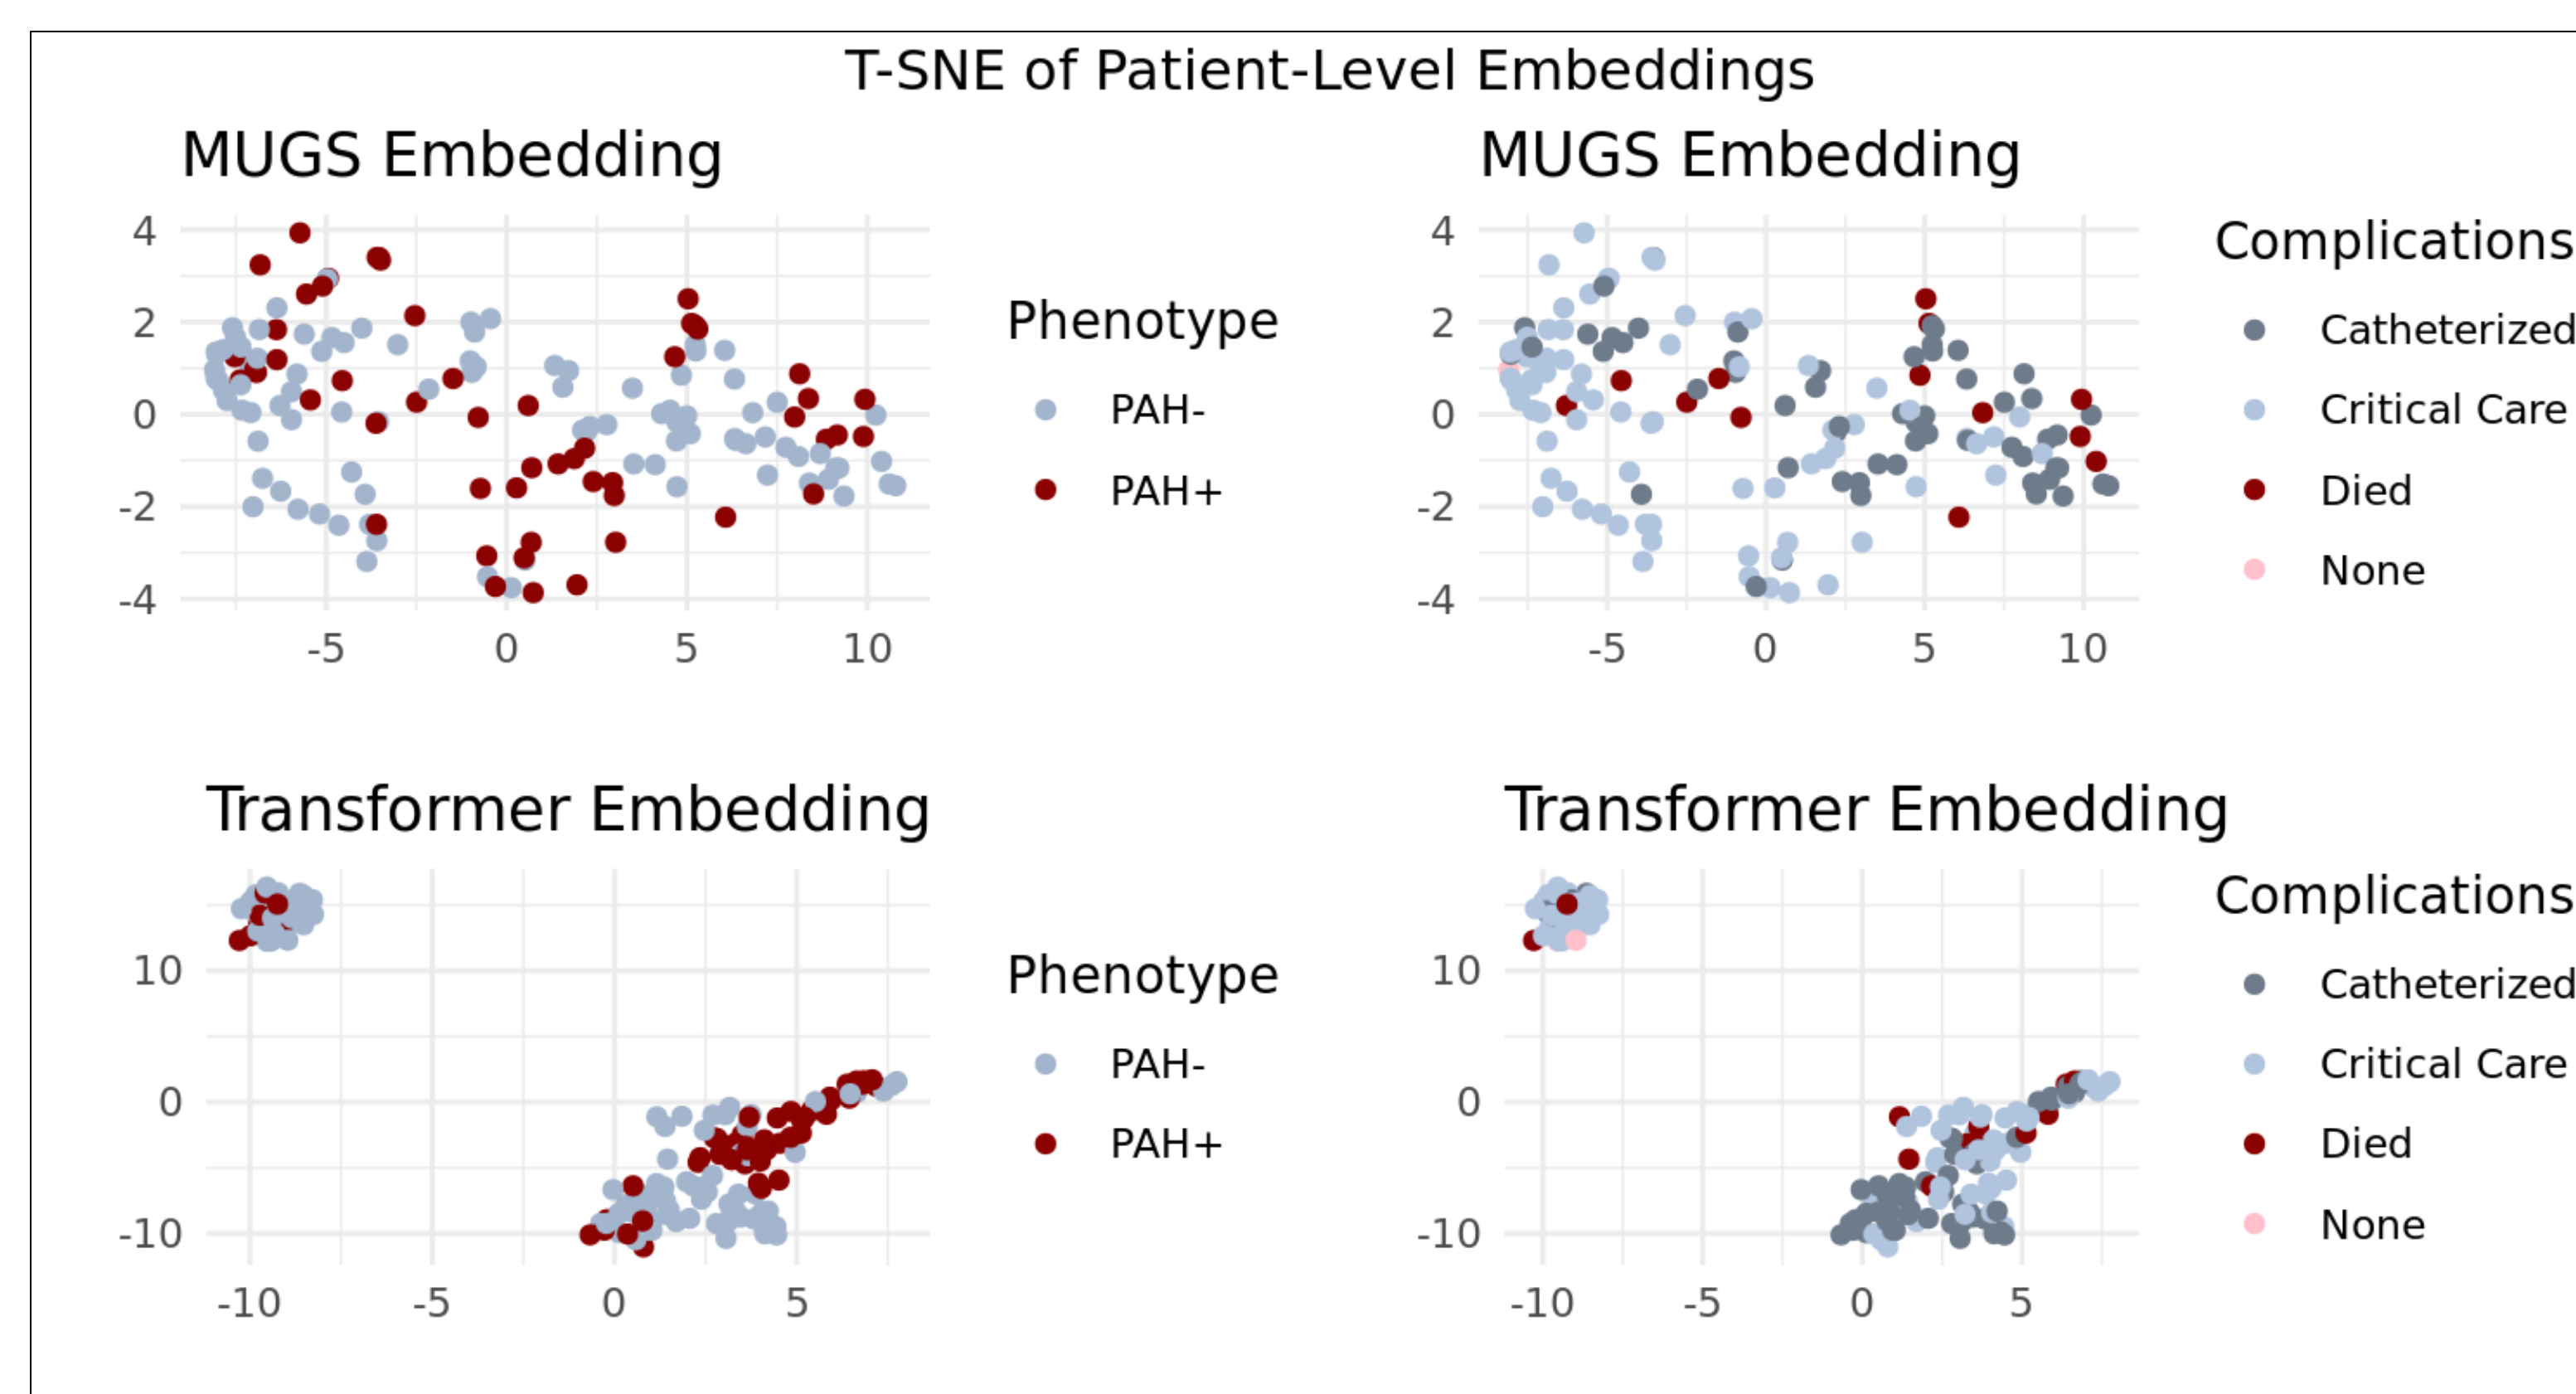 T-SNE of Patient-Level Embeddings
MUGS Embedding
4
2
0
-2
-4
-5
0
5
10
Phenotype
PAH-
PAH+
MUGS Embedding
4
2
0
-2
-4
-5
0
5
10
Complications
Catheterized
Critical Care
Died
None
Transformer Embedding
10
0
-10
-10
-5
0
5
Phenotype
PAH-
PAH+
Transformer Embedding
10
0
-10
-10
-5
0
5
Complications
Catheterized
Critical Care
Died
None